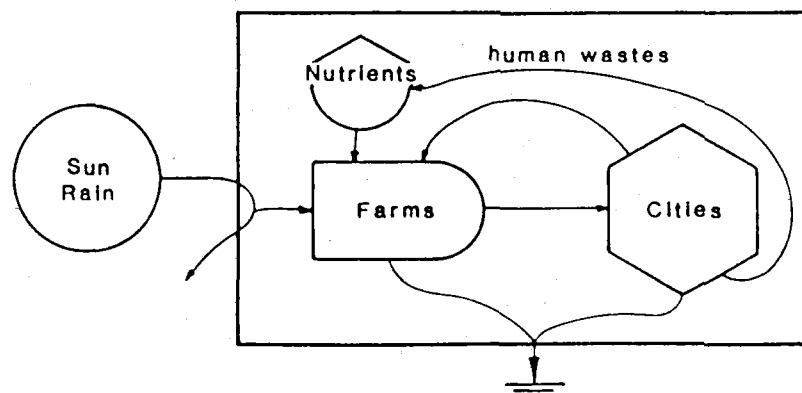 human wastes
Nutrients
Sun
Rain
Farms
Cities